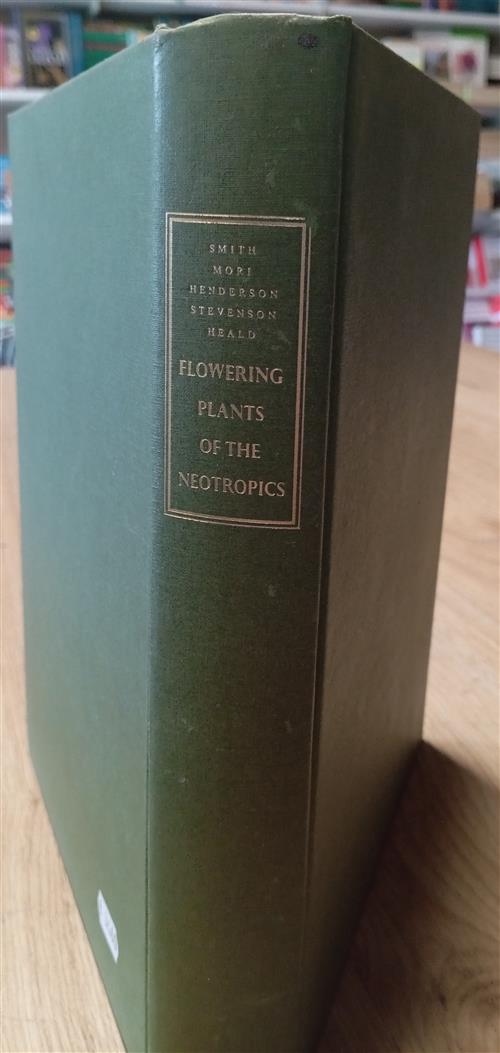 SMITH
MORI
HENDERSON
STEVENSON
HEALD
FLOWERING
PLANTS
OF THE
NEOTROPICS